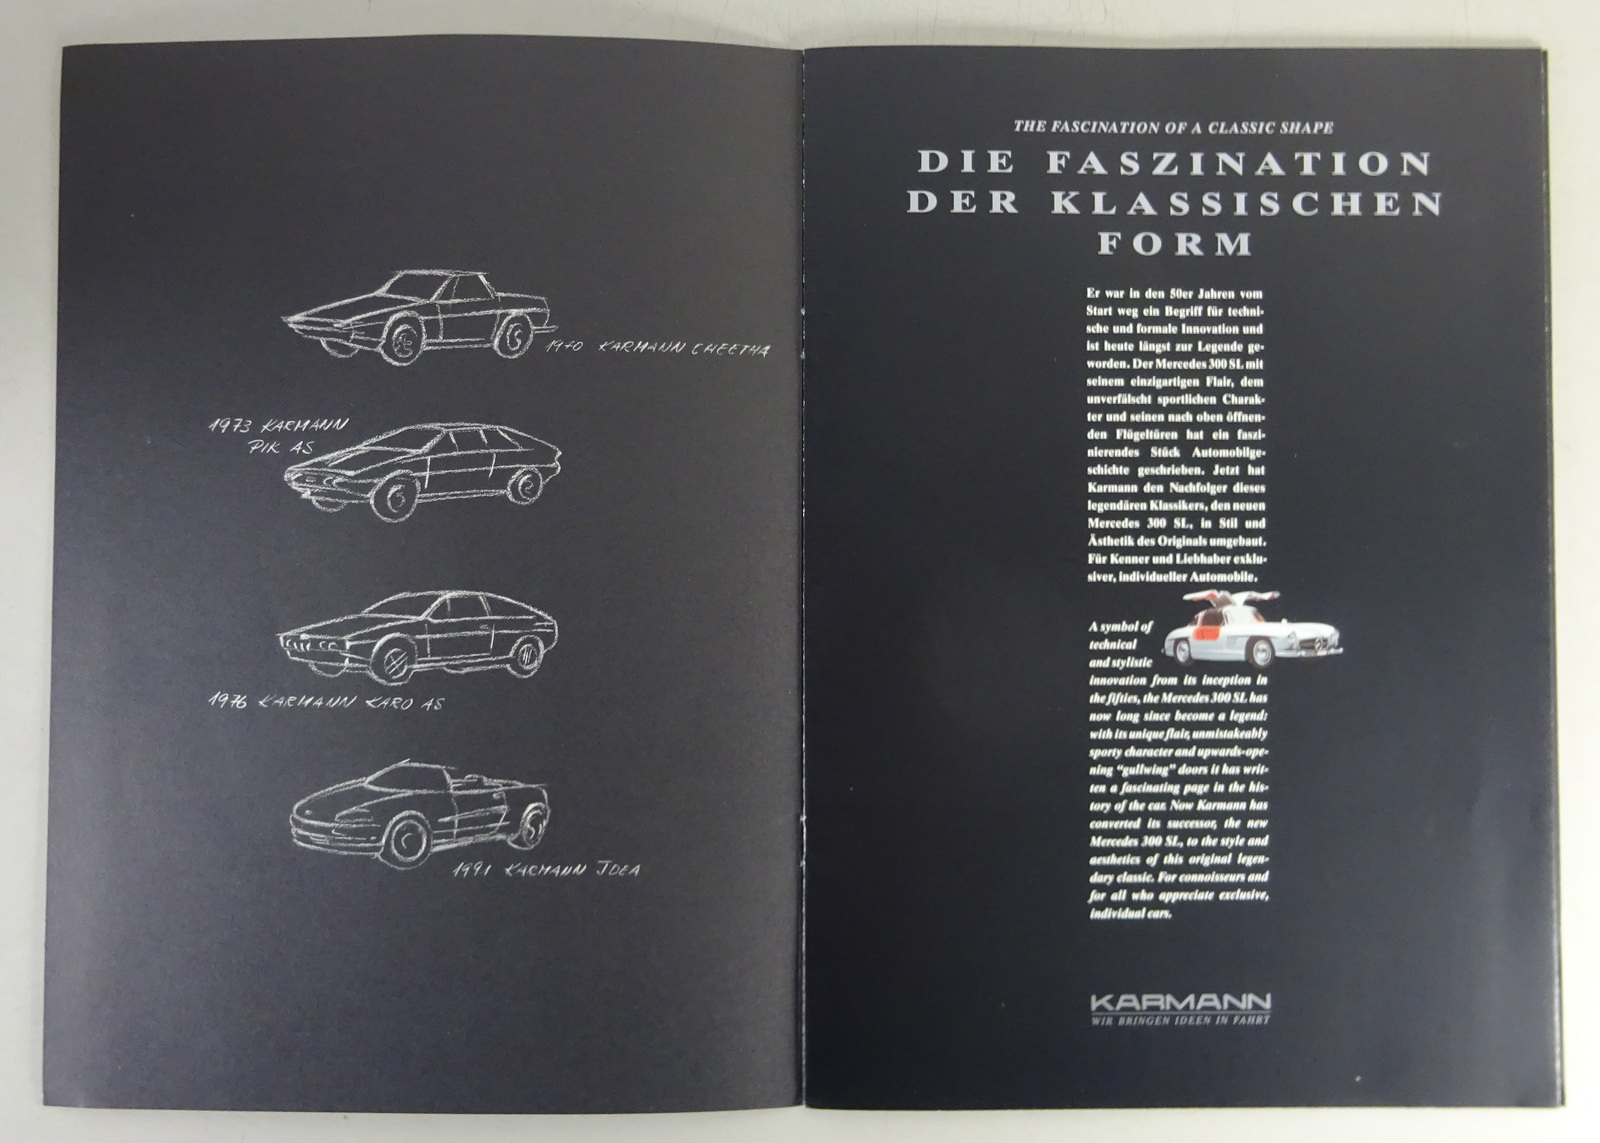 1970 KARMANN CHEETHA
1973 KARMANN
PIK AS
1976 KARMANN KARO AS
1991 KARMANN IDEA
THE FASCINATION OF A CLASSIC SHAPE
DIE FASZINATION
DER KLASSISCHEN
FORM
Er war in den 50er Jahren vom
Start weg ein Begriff für techni-
sche und formale Innovation und
ist heute längst zur Legende ge-
worden. Der Mercedes 300 SL mit
seinem einzigartigen Flair, dem
unverfälscht sportlichen Charak-
ter und seinen nach oben öffnen-
den Flügeltüren hat ein faszi-
nierendes Stück Automobilge-
schichte geschrieben. Jetzt hat
Karmann den Nachfolger dieses
legendären Klassikers, den neuen
Mercedes 300 SL, in Stil und
Ästhetik des Originals umgebaut.
Für Kenner und Liebhaber exklu-
siver, individueller Automobile.
A symbol of
technical
and stylistic
innovation from its inception in
the fifties, the Mercedes 300 SL has
now long since become a legend:
with its unique flair, unmistakeably
sporty character and upwards-ope-
ning "gullwing" doors it has writ-
ten a fascinating page in the his-
tory of the car. Now Karmann has
converted its successor, the new
Mercedes 300 SL, to the style and
aesthetics of this original legen-
dary classic. For connoisseurs and
for all who appreciate exclusive,
individual cars.
KARMANN
WIR BRINGEN IDEEN IN FAHRT